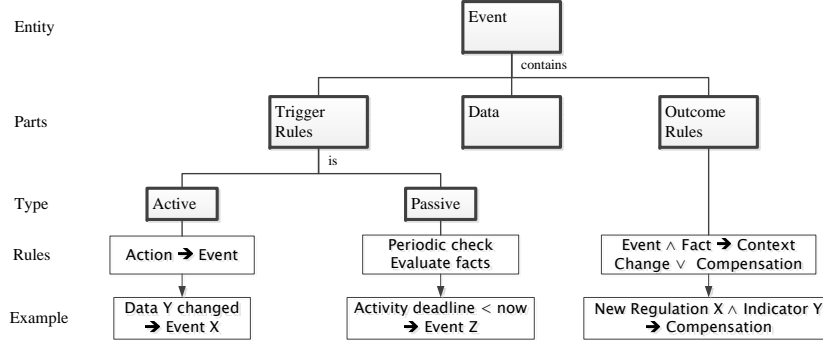 Entity
Event
contains
Parts
Trigger
Rules
Data
Outcome
Rules
is
Type
Active
Passive
Rules
Action ➔ Event
Periodic check
Evaluate facts
Event ∧ Fact ➔ Context
Change ∨ Compensation
Example
Data Y changed
➔ Event X
Activity deadline < now
➔ Event Z
New Regulation X ∧ Indicator Y
➔ Compensation